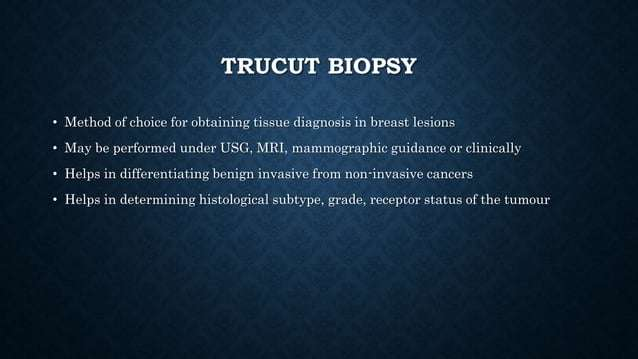 TRUCUT BIOPSY
• Method of choice for obtaining tissue diagnosis in breast lesions
• May be performed under USG, MRI, mammographic guidance or clinically
• Helps in differentiating benign invasive from non-invasive cancers
• Helps in determining histological subtype, grade, receptor status of the tumour